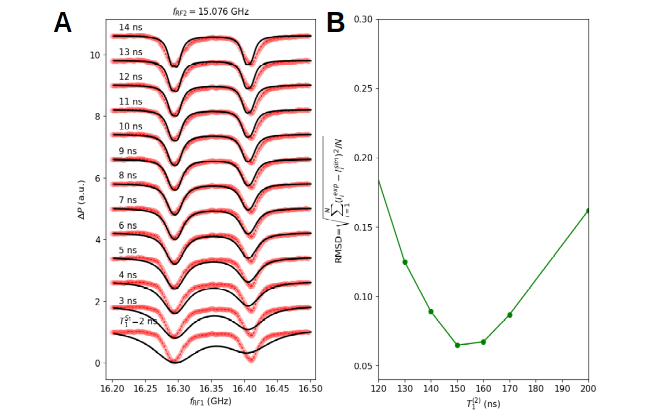 A
f_RF2 = 15.076 GHz
14 ns
13 ns
12 ns
11 ns
10 ns
9 ns
8 ns
7 ns
6 ns
5 ns
4 ns
3 ns
2 ns
10
8
6
4
2
0
ΔP (a.u.)
16.20 16.25 16.30 16.35 16.40 16.45 16.50
f_RF1 (GHz)
B
0.30
0.25
0.20
0.15
0.10
0.05
RMSD=√∑_{i=1}^{N}(I_i^{exp} − I_i^{sim})²/N
120 130 140 150 160 170 180 190 200
T_1^{(2)} (ns)